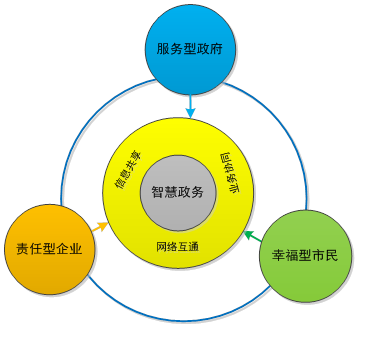 服务型政府
信息共享
业务协同
智慧政务
网络互通
责任型企业
幸福型市民